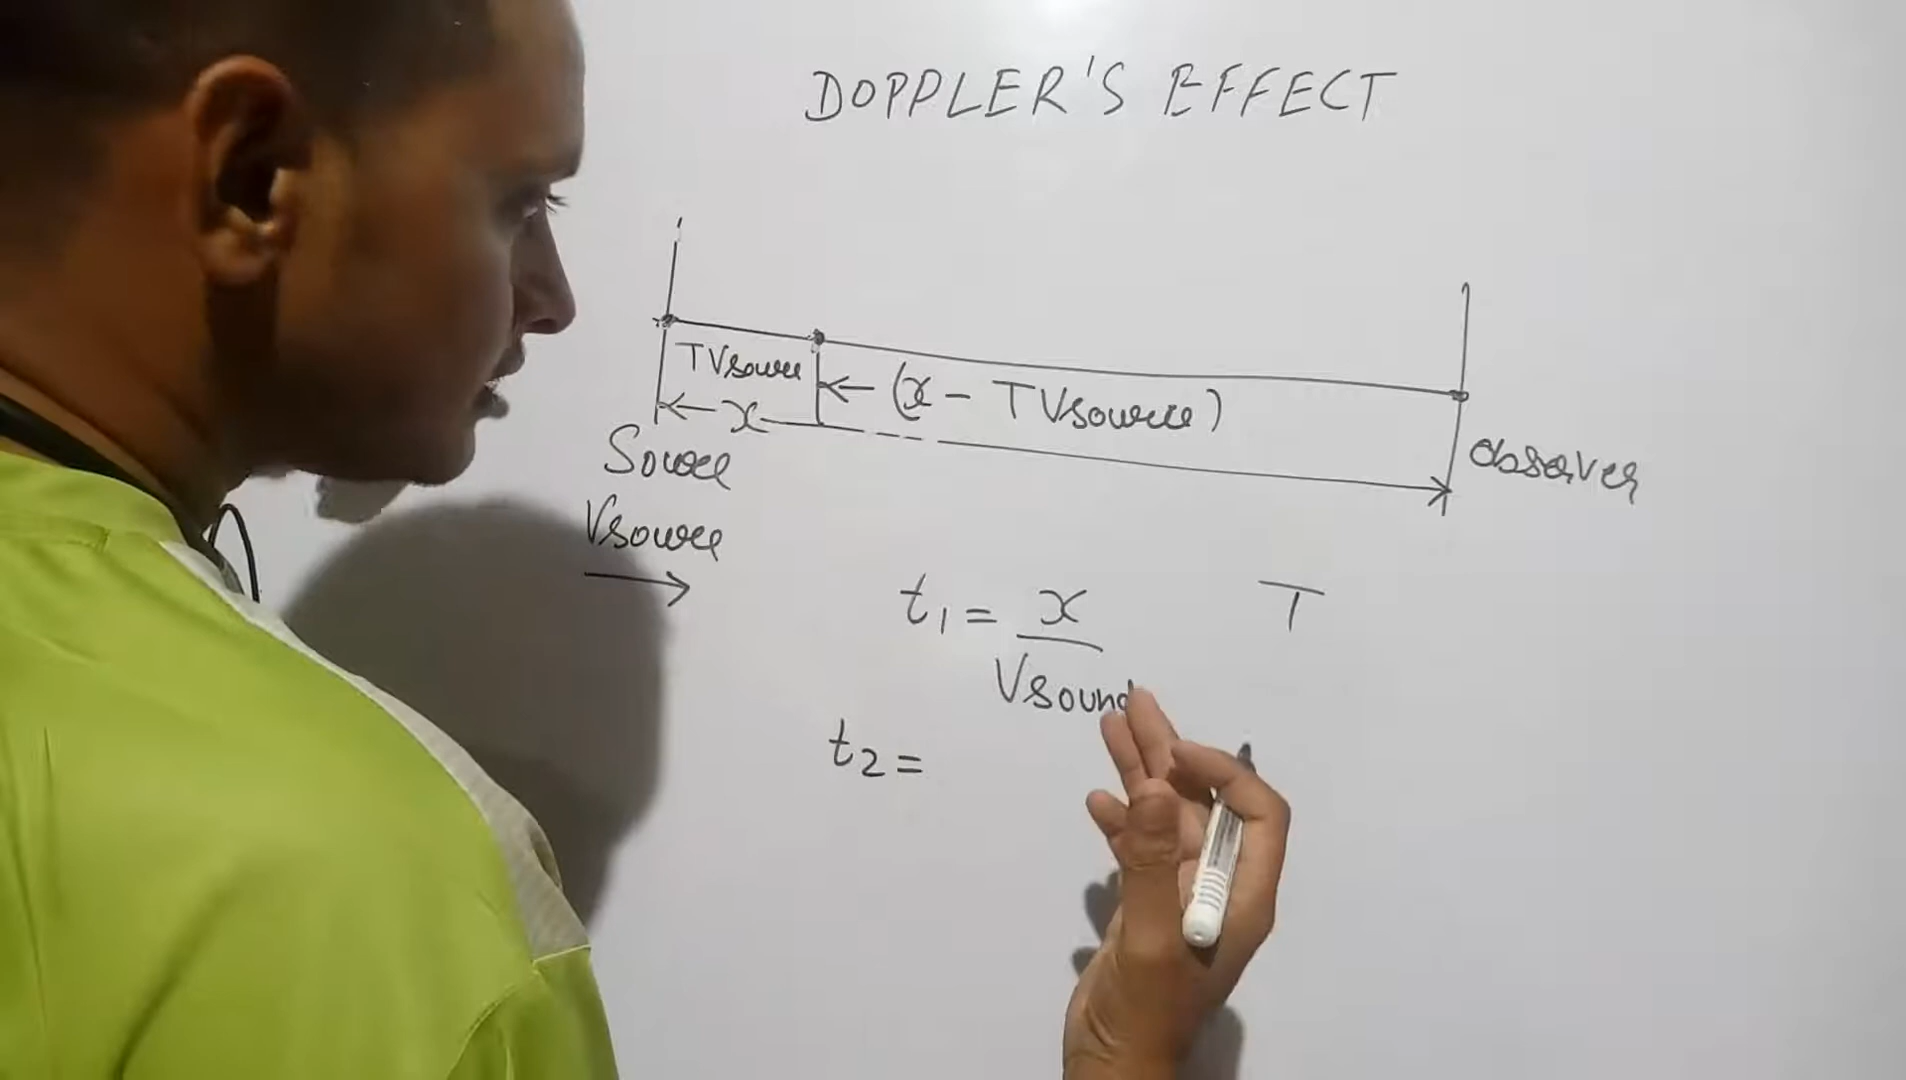 DOPPLER'S EFFECT
TVsource
← (x - TVsource)
← x
Source
observer
Vsource
t1 = x
T
Vsound
t2 =